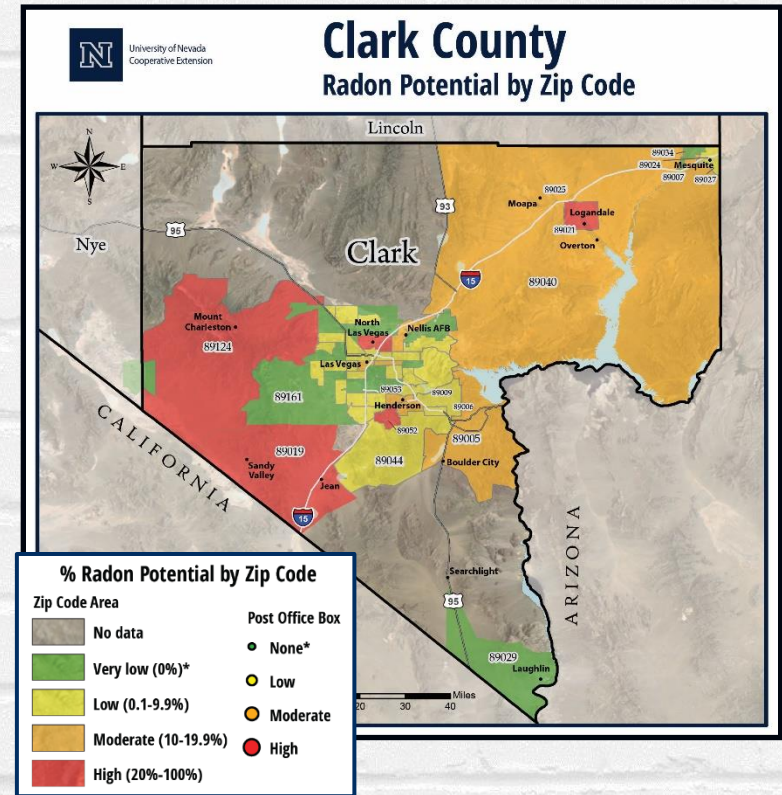 N
University of Nevada
Cooperative Extension
Clark County
Radon Potential by Zip Code
Lincoln
N
W
E
S
89034
89024
Mesquite
89007
89027
89025
Moapa
93
Logandale
89021
95
Nye
Clark
Overton
15
89040
Mount
Charleston
North
Las Vegas
Nellis AFB
89124
Las Vegas
89161
89053
89009
Henderson
89006
89052
89005
CALIFORNIA
89019
89044
Sandy
Valley
Boulder City
Jean
15
ARIZONA
Searchlight
95
89029
Laughlin
Miles
20
30
40
% Radon Potential by Zip Code
Zip Code Area
Post Office Box
No data
None*
Very low (0%)*
Low
Low (0.1-9.9%)
Moderate
Moderate (10-19.9%)
High
High (20%-100%)